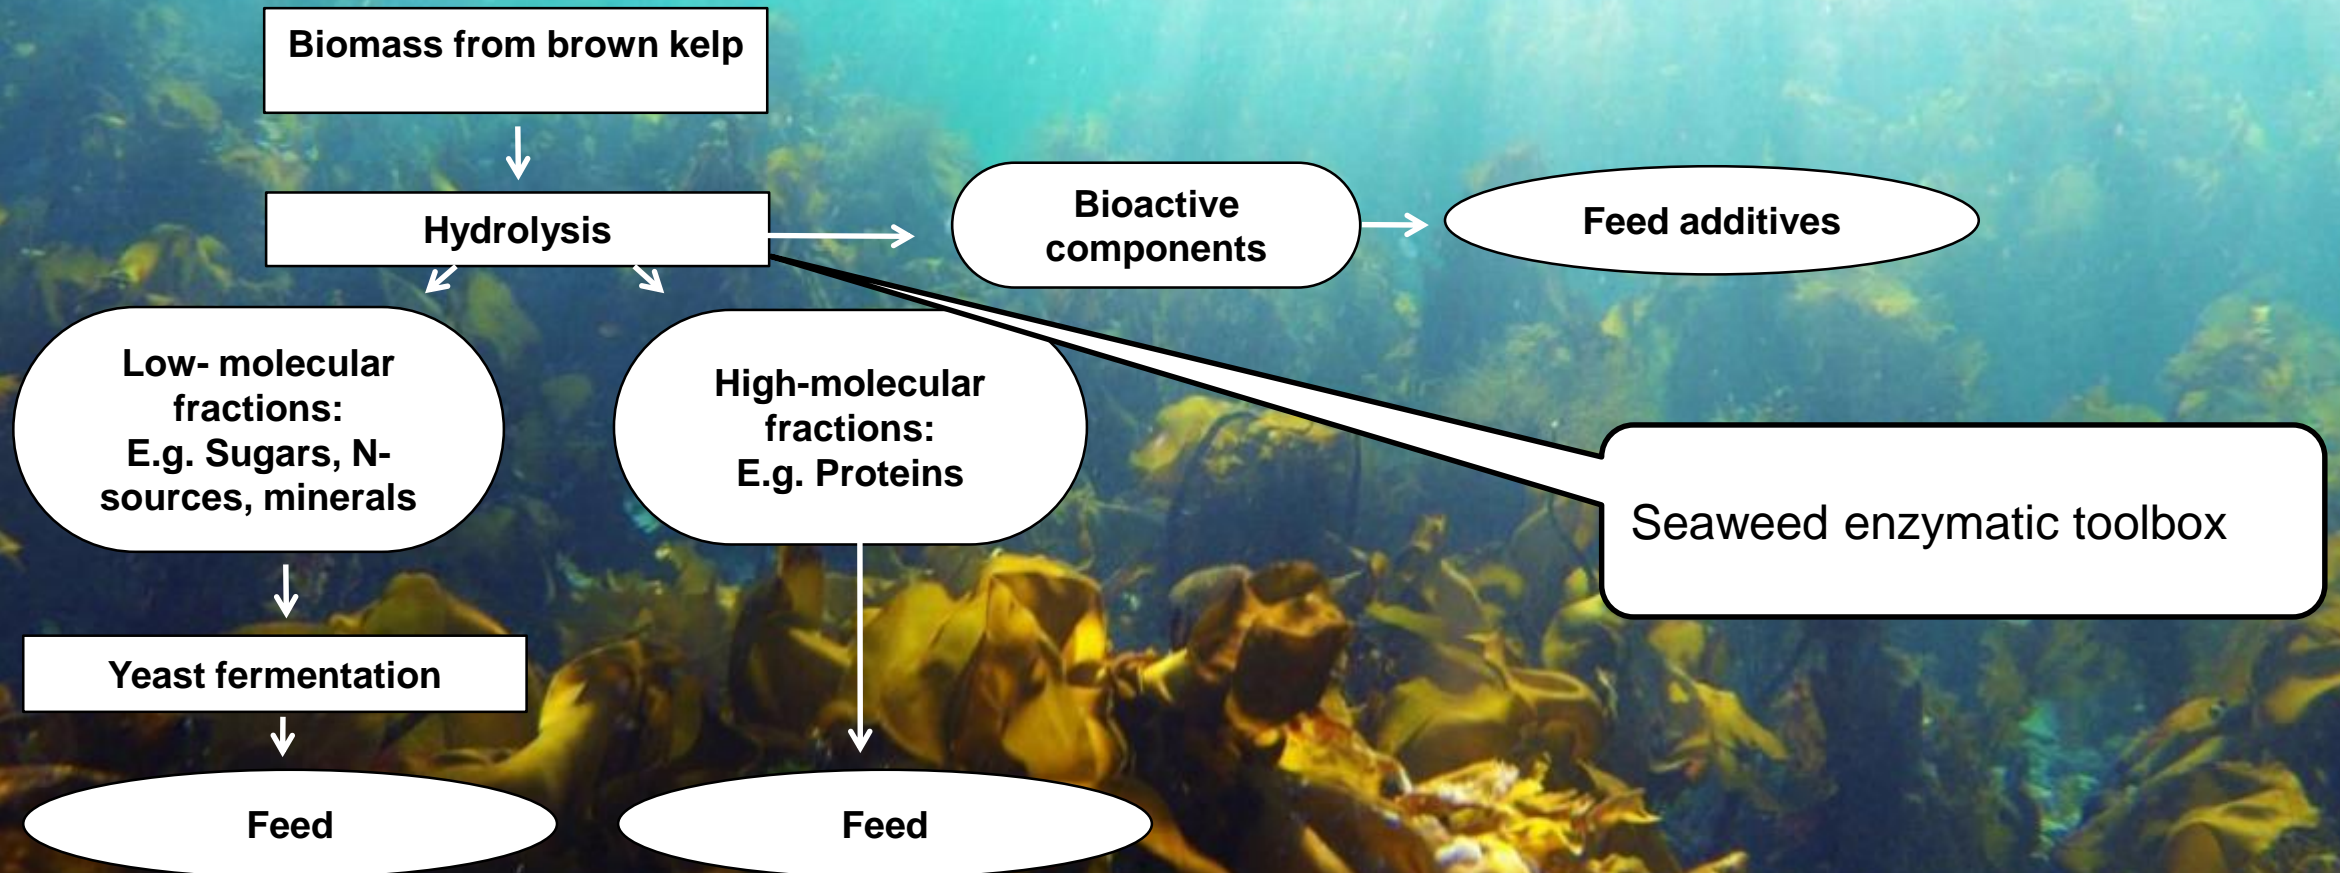 Biomass from brown kelp
Hydrolysis
Bioactive
components
Feed additives
Low- molecular
fractions:
E.g. Sugars, N-
sources, minerals
High-molecular
fractions:
E.g. Proteins
Seaweed enzymatic toolbox
Yeast fermentation
Feed
Feed